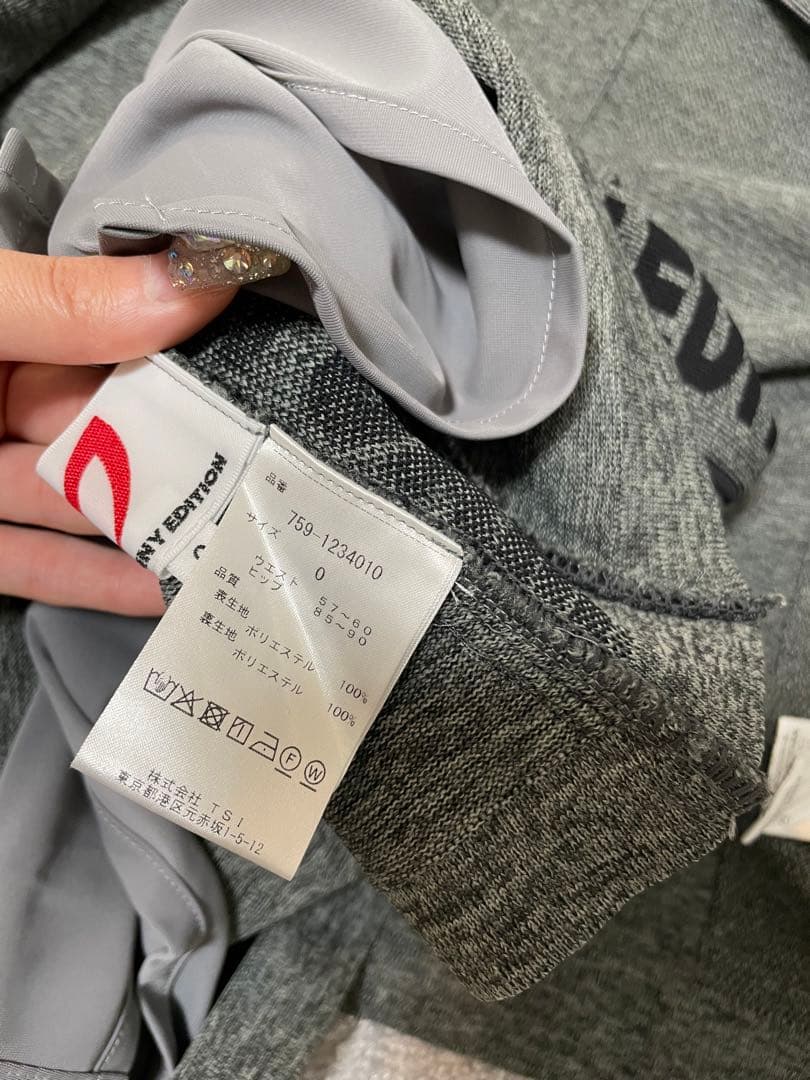 NY EDITION
品番
759-1234010
サイズ
0
ウエスト 57~60
ヒップ 85~90
品質
表生地
ポリエステル 100%
裏生地
ポリエステル 100%
F W
株式会社 TSI
東京都港区元赤坂1-5-12